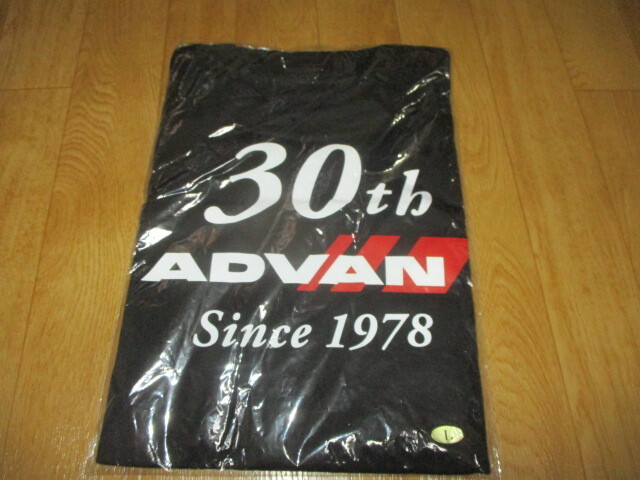 30th
ADVAN
Since 1978
L